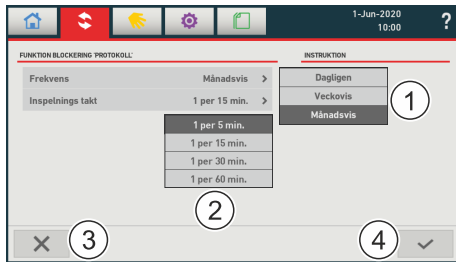 1-Jun-2020
10:00
?
FUNKTION BLOCKERING 'PROTOKOLL'
INSTRUKTION
Frekvens Månadsvis >
Inspelnings takt 1 per 15 min. >
Dagligen
Veckovis
Månadsvis
1
1 per 5 min.
1 per 15 min.
1 per 30 min.
1 per 60 min.
2
3
4